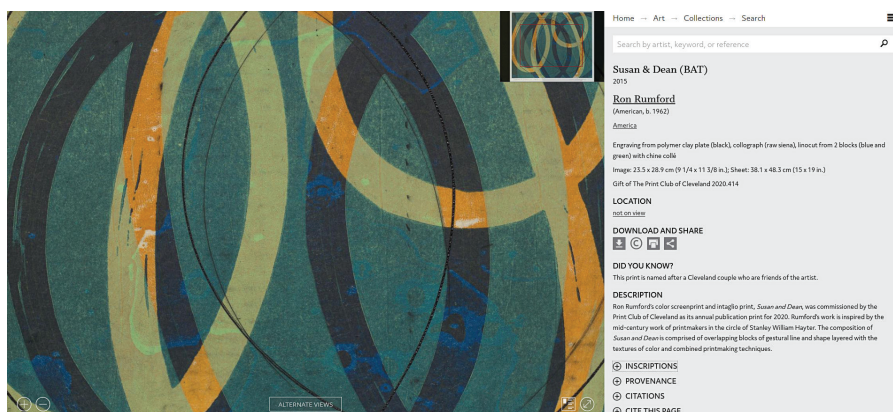 Home → Art → Collections → Search
Search by artist, keyword, or reference
Susan & Dean (BAT)
2015
Ron Rumford
(American, b. 1962)
America
Engraving from polymer clay plate (black), collograph (raw siena), linocut from 2 blocks (blue and
green) with chine collé
Image: 23.5 x 28.9 cm (9 1/4 x 11 3/8 in.); Sheet: 38.1 x 48.3 cm (15 x 19 in.)
Gift of The Print Club of Cleveland 2020.414
LOCATION
not on view
DOWNLOAD AND SHARE
DID YOU KNOW?
This print is named after a Cleveland couple who are friends of the artist.
DESCRIPTION
Ron Rumford's color screenprint and intaglio print, Susan and Dean, was commissioned by the
Print Club of Cleveland as its annual publication print for 2020. Rumford's work is inspired by the
mid-century work of printmakers in the circle of Stanley William Hayter. The composition of
Susan and Dean is comprised of overlapping blocks of gestural line and shape layered with the
textures of color and combined printmaking techniques.
INSCRIPTIONS
PROVENANCE
CITATIONS
CITE THIS PAGE
ALTERNATE VIEWS